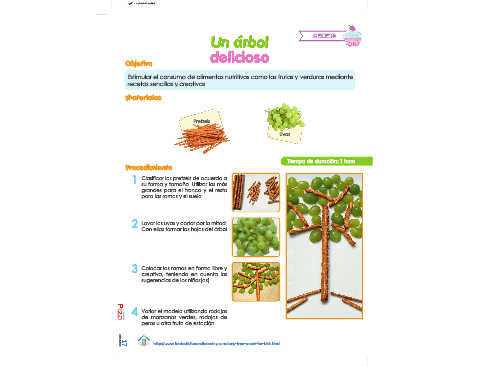 Un árbol
delicioso
Objetivo
Estimular el consumo de alimentos nutritivos como las frutas y verduras mediante
recetas sencillas y creativas
Materiales
Pretzels
Uvas
Tiempo de duración: 1 hora
Procedimiento
1 Clasificar los pretzels de acuerdo a
su forma y tamaño. Utilizar los más
grandes para el tronco y el resto
para las ramas y el suelo
2 Lavar las uvas y cortar por la mitad.
Con ellas formar las hojas del árbol
3 Colocar las ramas en forma libre y
creativa, teniendo en cuenta las
sugerencias de los niños(as)
4 Variar el modelo utilizando rodajas
de manzanas verdes, rodajas de
peras u otra fruta de estación